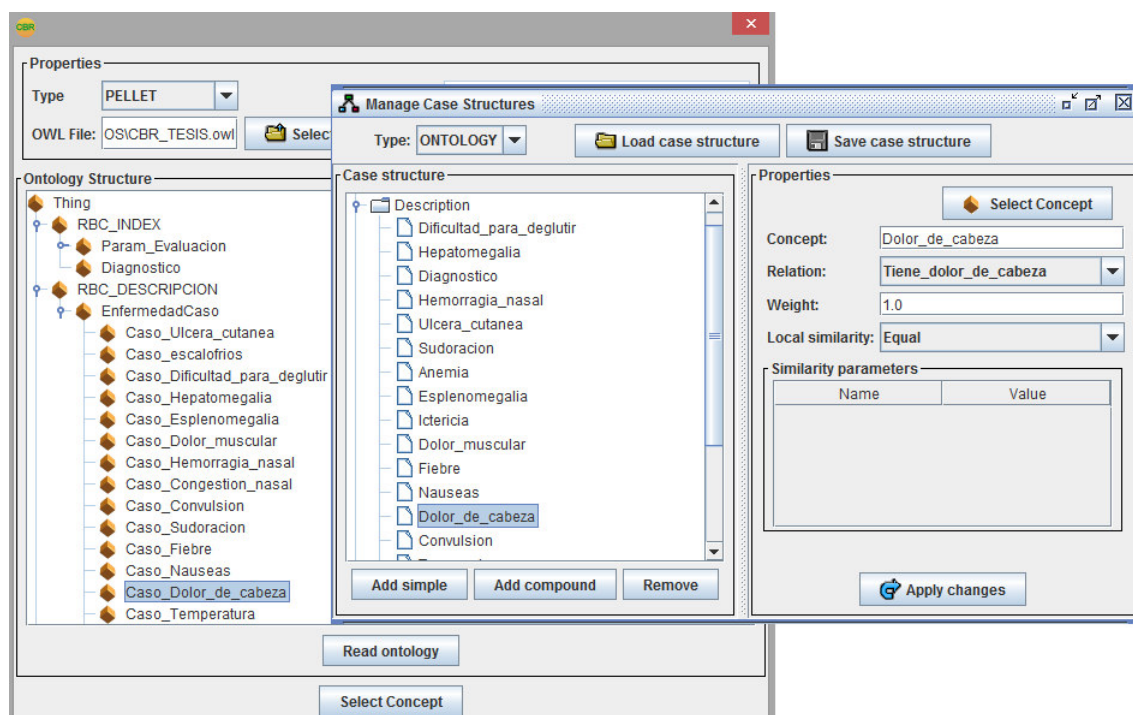 CBR
Properties
Type PELLET
OWL File: OS\CBR_TESIS.owl Selec
Ontology Structure
Thing
RBC_INDEX
Param_Evaluacion
Diagnostico
RBC_DESCRIPCION
EnfermedadCaso
Caso_Ulcera_cutanea
Caso_escalofrios
Caso_Dificultad_para_deglutir
Caso_Hepatomegalia
Caso_Esplenomegalia
Caso_Dolor_muscular
Caso_Hemorragia_nasal
Caso_Congestion_nasal
Caso_Convulsion
Caso_Sudoracion
Caso_Fiebre
Caso_Nauseas
Caso_Dolor_de_cabeza
Caso_Temperatura
Read ontology
Select Concept
Manage Case Structures
Type: ONTOLOGY Load case structure Save case structure
Case structure
Description
Dificultad_para_deglutir
Hepatomegalia
Diagnostico
Hemorragia_nasal
Ulcera_cutanea
Sudoracion
Anemia
Esplenomegalia
Ictericia
Dolor_muscular
Fiebre
Nauseas
Dolor_de_cabeza
Convulsion
Add simple Add compound Remove
Properties
Select Concept
Concept: Dolor_de_cabeza
Relation: Tiene_dolor_de_cabeza
Weight: 1.0
Local similarity: Equal
Similarity parameters
Name Value
Apply changes